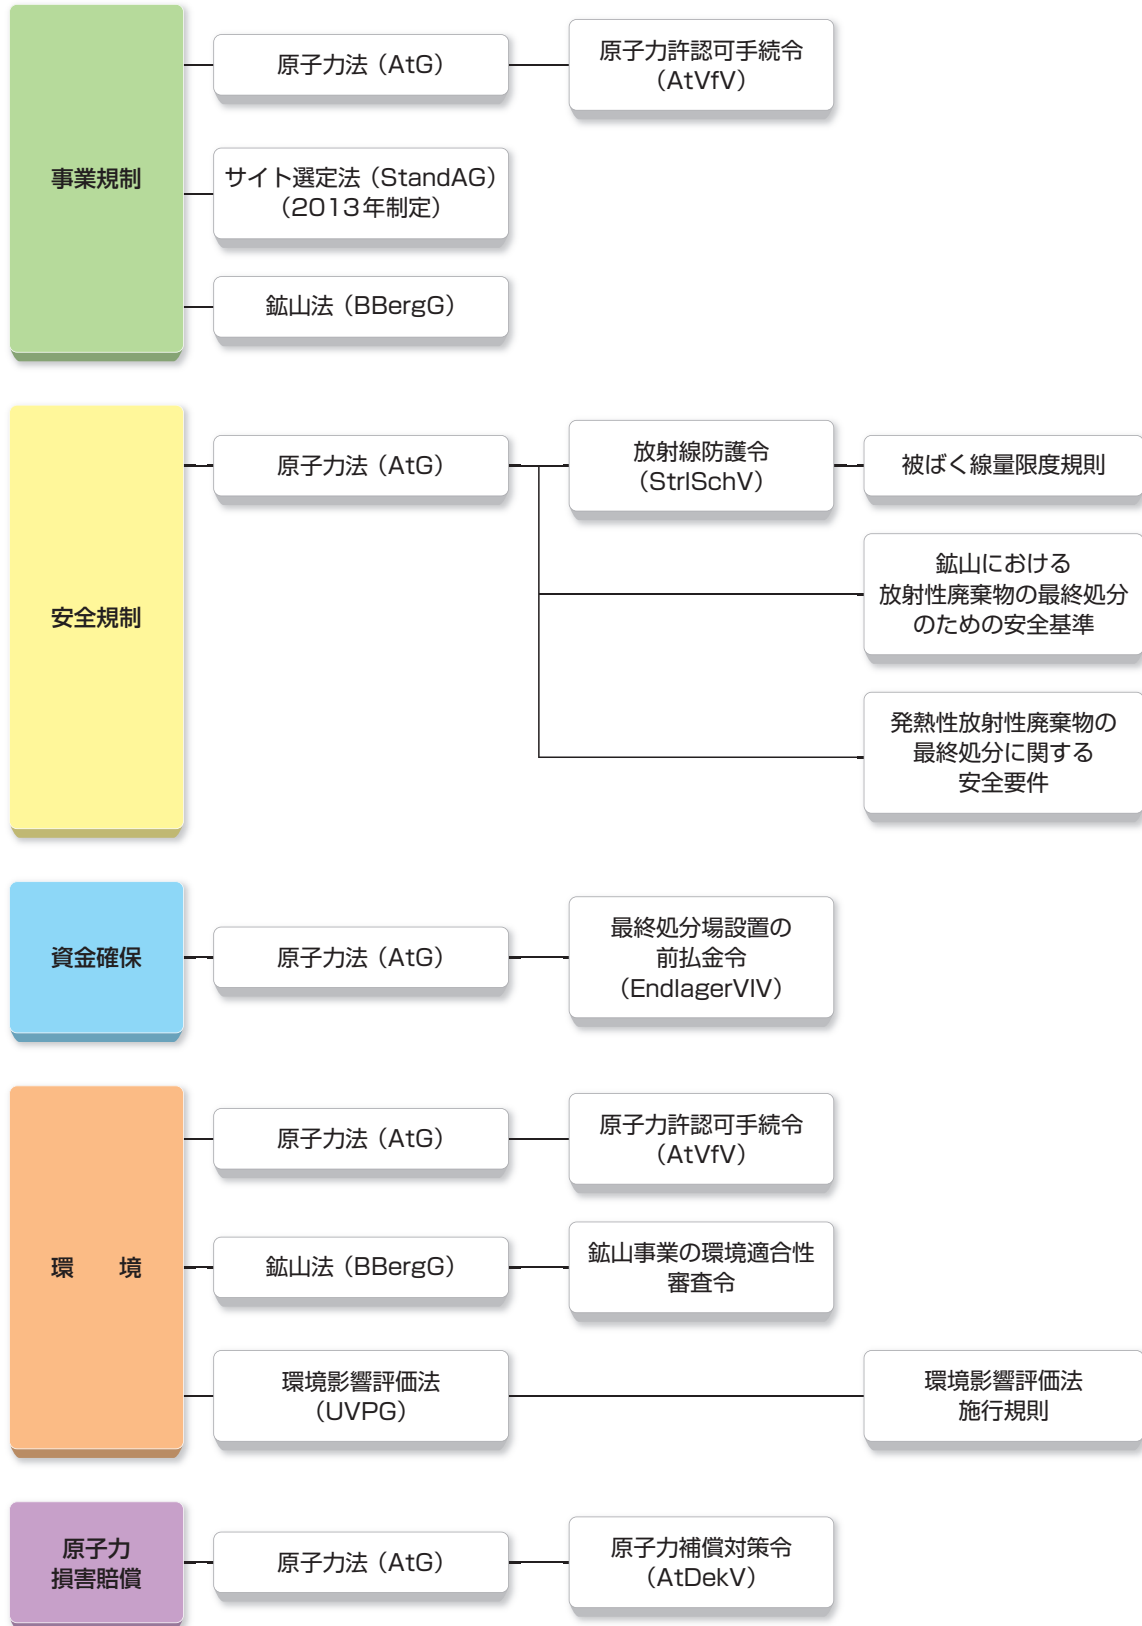 事業規制
原子力法（AtG）
原子力許認可手続令
（AtVfV）
サイト選定法（StandAG）
（2013年制定）
鉱山法（BBergG）
安全規制
原子力法（AtG）
放射線防護令
（StrlSchV）
被ばく線量限度規則
鉱山における
放射性廃棄物の最終処分
のための安全基準
発熱性放射性廃棄物の
最終処分に関する
安全要件
資金確保
原子力法（AtG）
最終処分場設置の
前払金令
（EndlagerVlV）
環　境
原子力法（AtG）
原子力許認可手続令
（AtVfV）
鉱山法（BBergG）
鉱山事業の環境適合性
審査令
環境影響評価法
（UVPG）
環境影響評価法
施行規則
原子力
損害賠償
原子力法（AtG）
原子力補償対策令
（AtDekV）